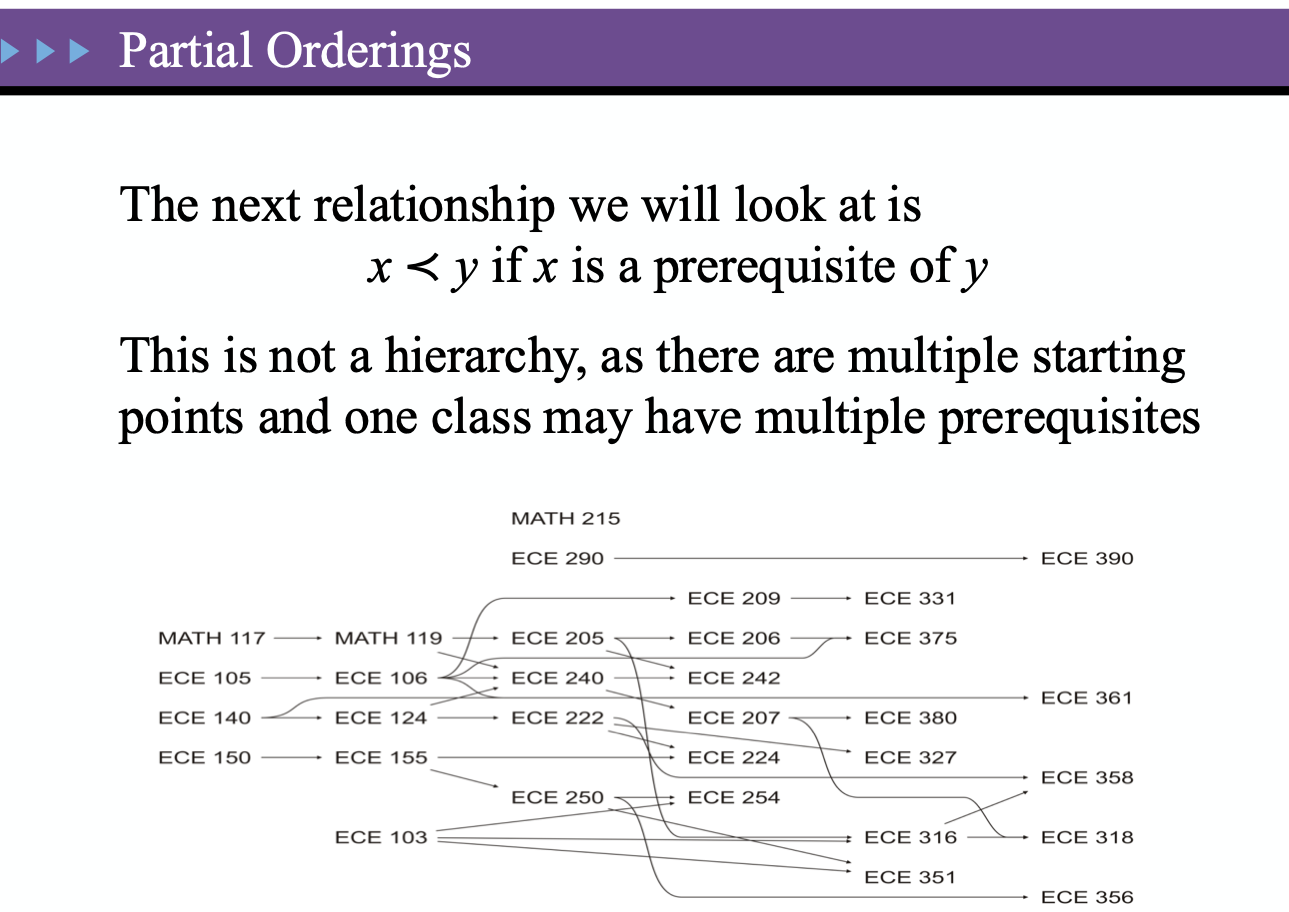 Partial Orderings
The next relationship we will look at is
x ≺ y if x is a prerequisite of y
This is not a hierarchy, as there are multiple starting
points and one class may have multiple prerequisites
MATH 215
ECE 290 ECE 390
ECE 209 ECE 331
MATH 117 MATH 119 ECE 205 ECE 206 ECE 375
ECE 105 ECE 106 ECE 240 ECE 242
ECE 361
ECE 140 ECE 124 ECE 222 ECE 207 ECE 380
ECE 150 ECE 155 ECE 224 ECE 327
ECE 358
ECE 250 ECE 254
ECE 103 ECE 316 ECE 318
ECE 351
ECE 356